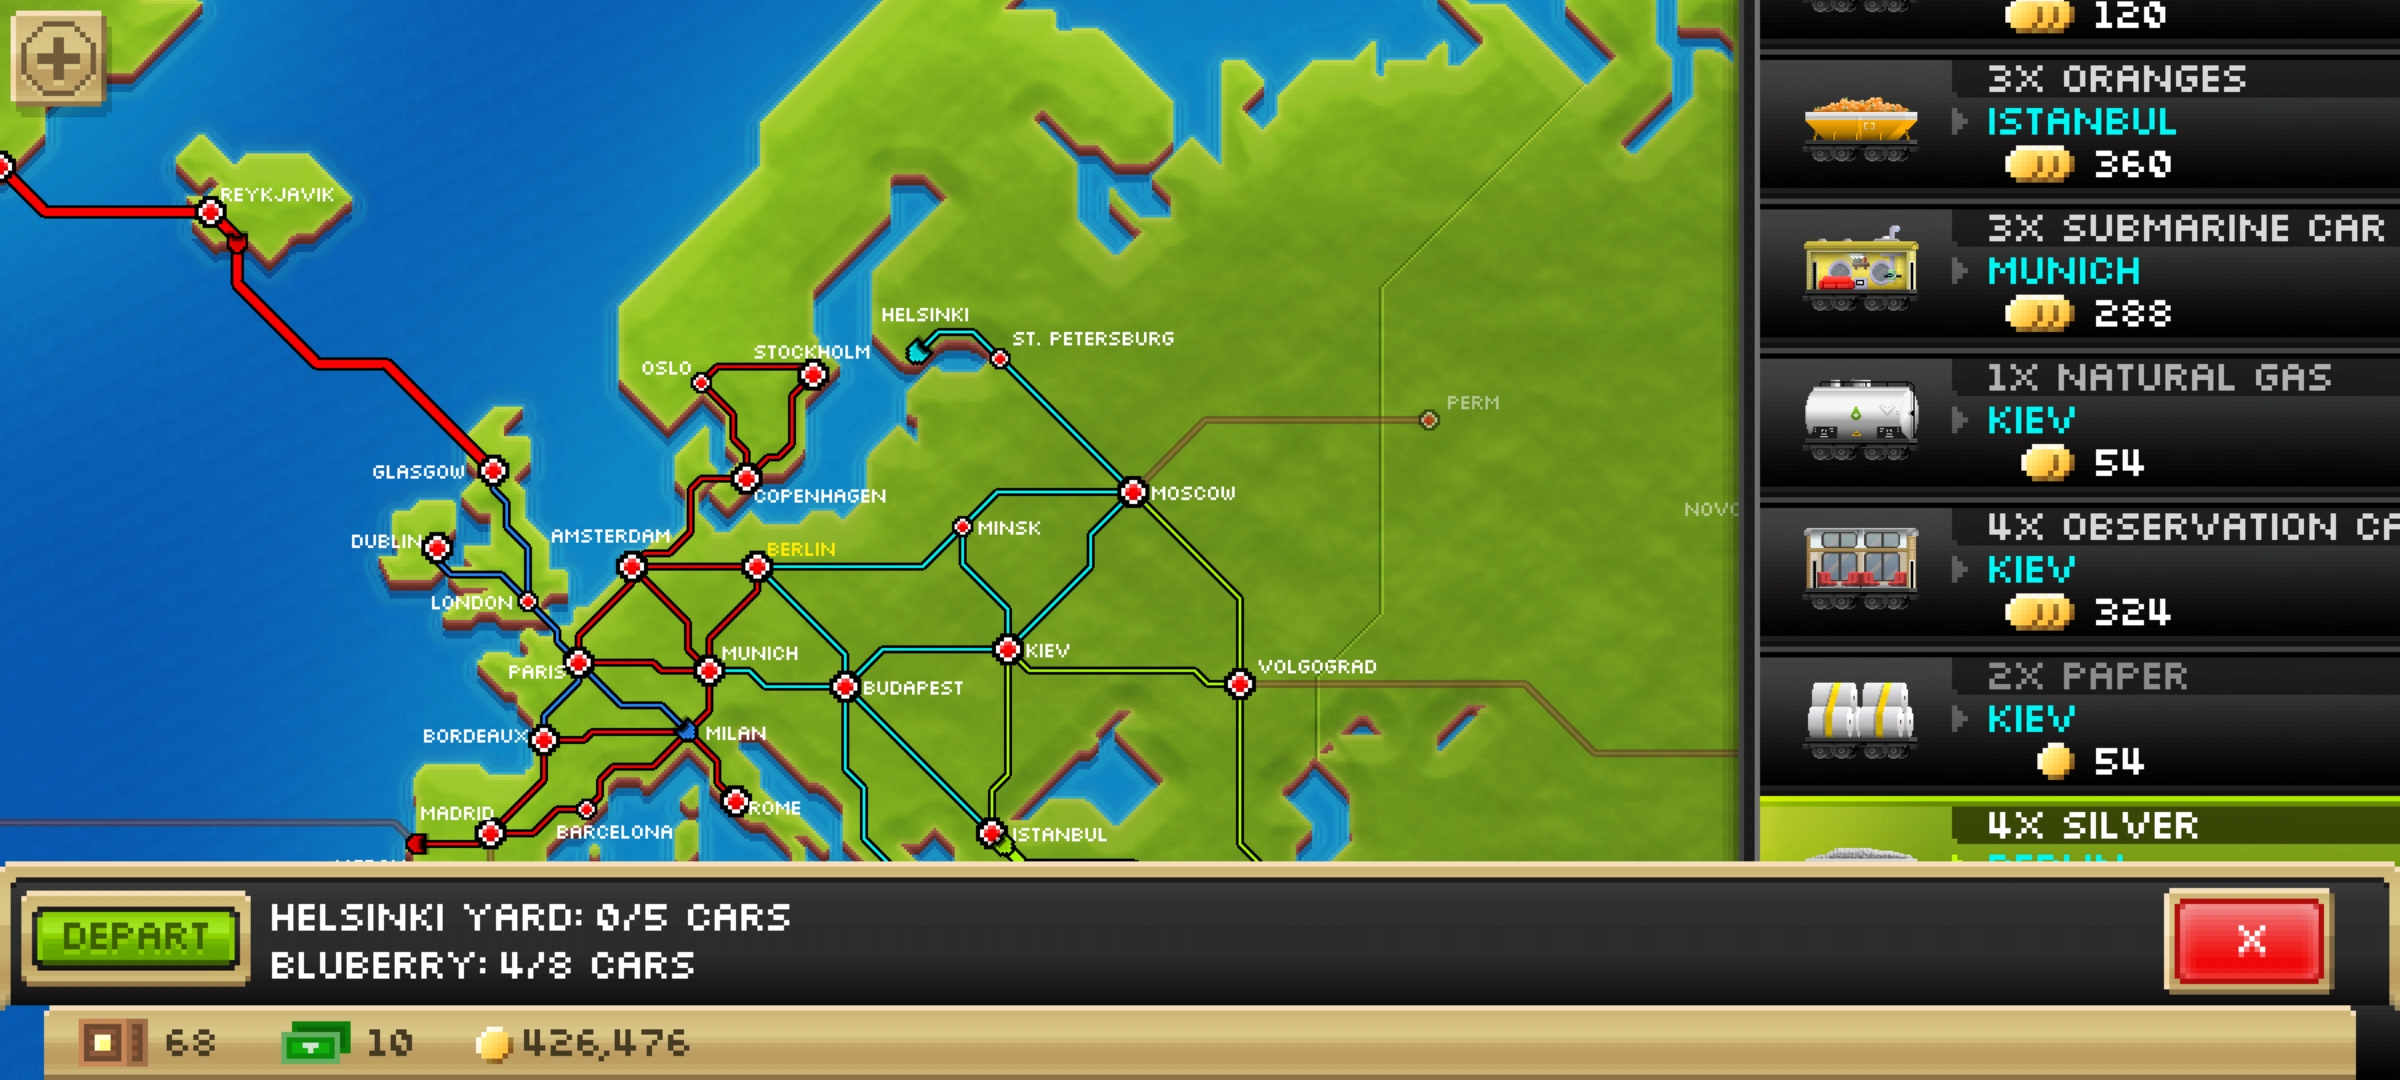 120
3X ORANGES
ISTANBUL
360
3X SUBMARINE CAR
MUNICH
288
1X NATURAL GAS
KIEV
54
4X OBSERVATION CA
KIEV
324
2X PAPER
KIEV
54
4X SILVER
BERLIN
REYKJAVIK
HELSINKI
ST. PETERSBURG
STOCKHOLM
OSLO
PERM
GLASGOW
COPENHAGEN
MOSCOW
NOVO
MINSK
DUBLIN
AMSTERDAM
BERLIN
LONDON
PARIS
MUNICH
KIEV
VOLGOGRAD
BUDAPEST
BORDEAUX
MILAN
MADRID
ROME
BARCELONA
ISTANBUL
DEPART
HELSINKI YARD: 0/5 CARS
BLUBERRY: 4/8 CARS
X
68
10
426,476